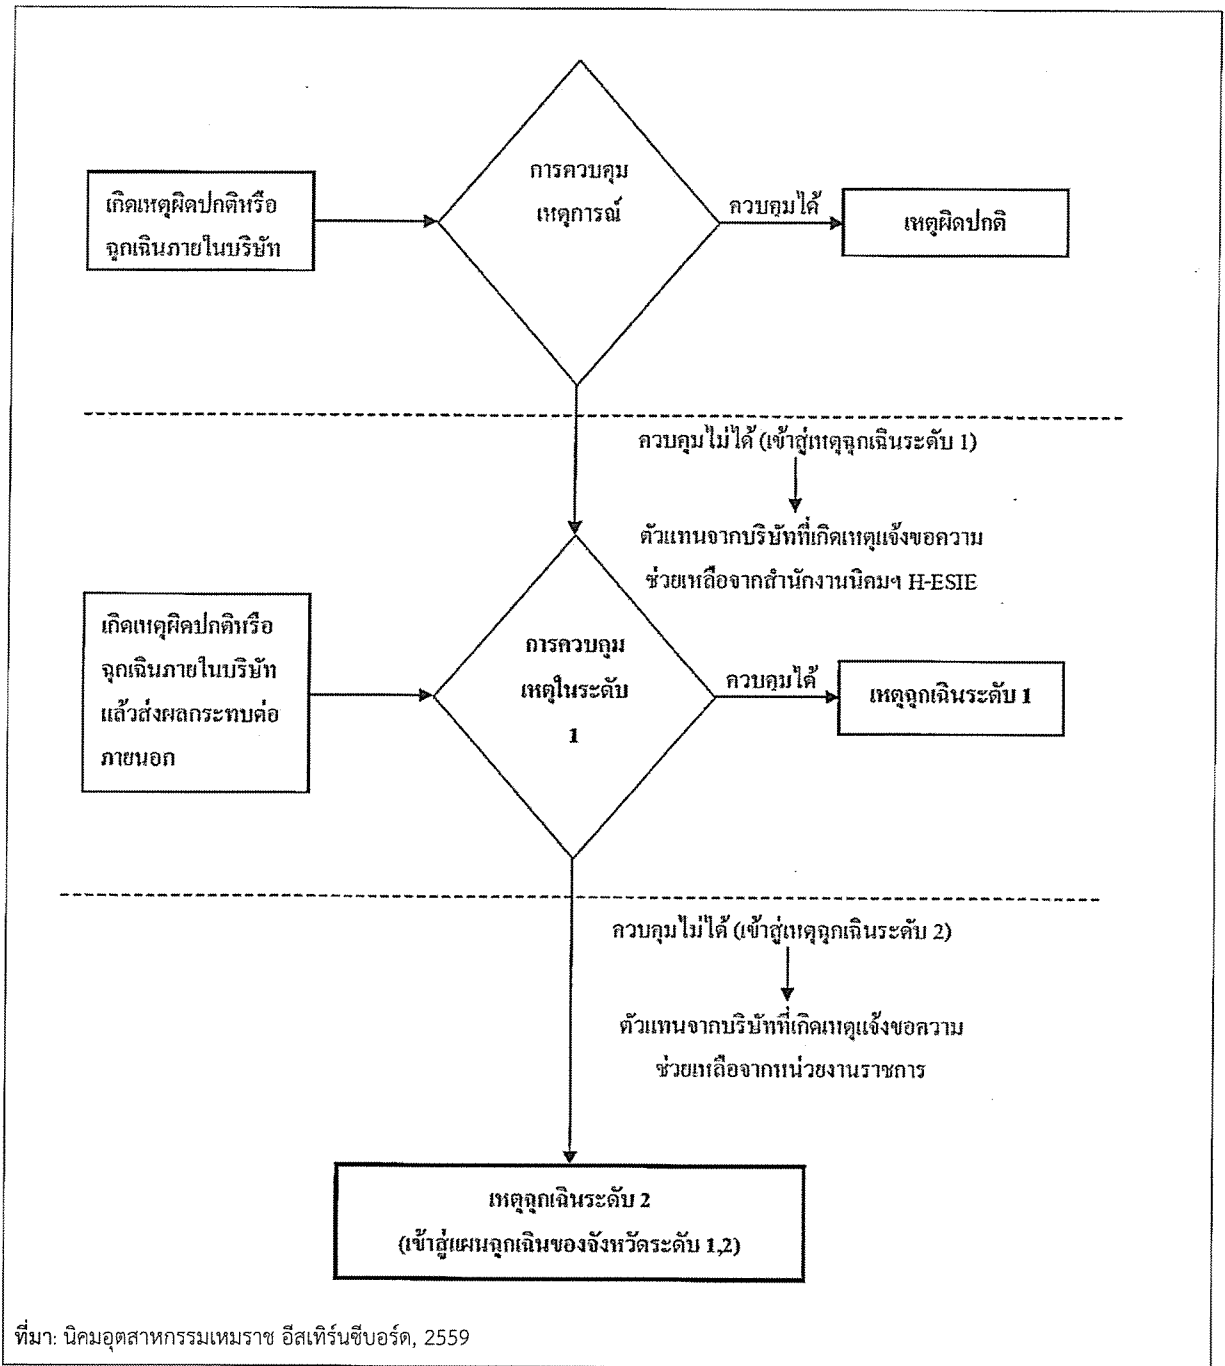 การควบคุม
เหตุการณ์
เกิดเหตุผิดปกติหรือ
ฉุกเฉินภายในบริษัท
ควบคุมได้
เหตุผิดปกติ
ควบคุมไม่ได้ (เข้าสู่เหตุฉุกเฉินระดับ 1)
ตัวแทนจากบริษัทที่เกิดเหตุแจ้งขอความ
ช่วยเหลือจากสำนักงานนิคมฯ H-ESIE
เกิดเหตุผิดปกติหรือ
ฉุกเฉินภายในบริษัท
แล้วส่งผลกระทบต่อ
ภายนอก
การควบคุม
เหตุในระดับ
1
ควบคุมได้
เหตุฉุกเฉินระดับ 1
ควบคุมไม่ได้ (เข้าสู่เหตุฉุกเฉินระดับ 2)
ตัวแทนจากบริษัทที่เกิดเหตุแจ้งขอความ
ช่วยเหลือจากหน่วยงานราชการ
เหตุฉุกเฉินระดับ 2
(เข้าสู่แผนฉุกเฉินของจังหวัดระดับ 1,2)
ที่มา: นิคมอุตสาหกรรมเหมราช อีสเทิร์นซีบอร์ด, 2559